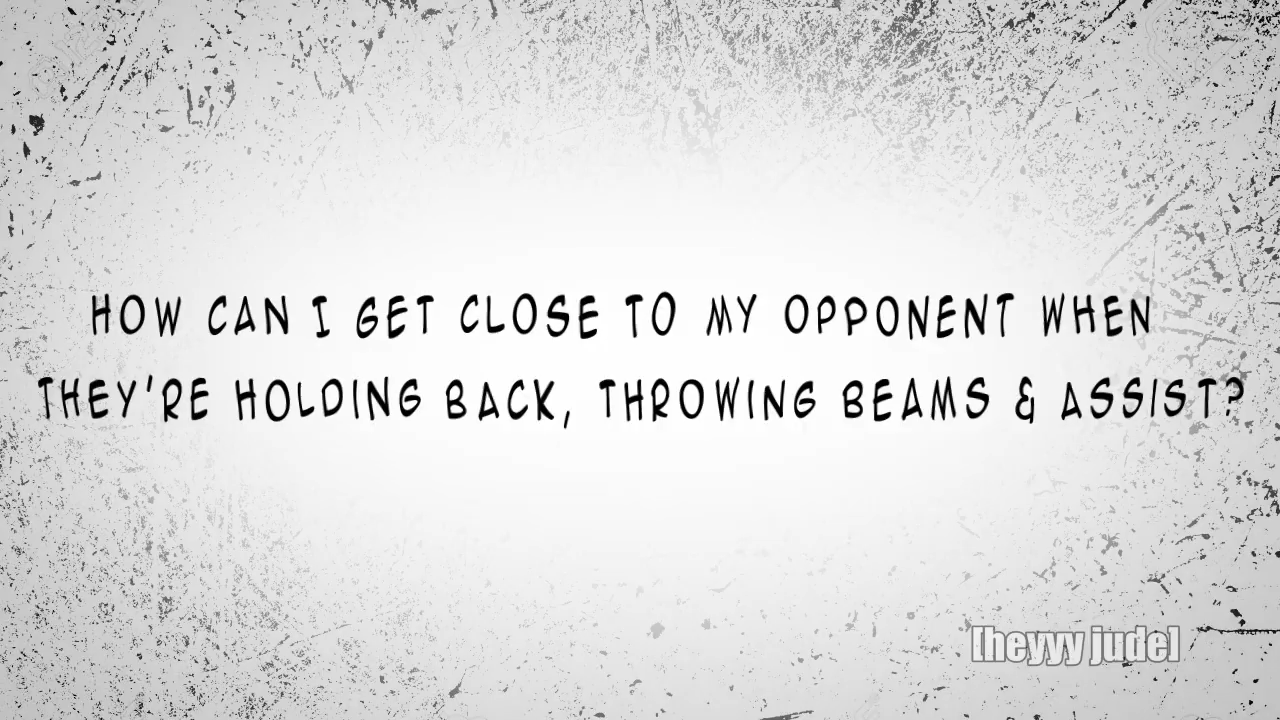 HOW CAN I GET CLOSE TO MY OPPONENT WHEN
THEY'RE HOLDING BACK, THROWING BEAMS & ASSIST?
[heyyy jude]